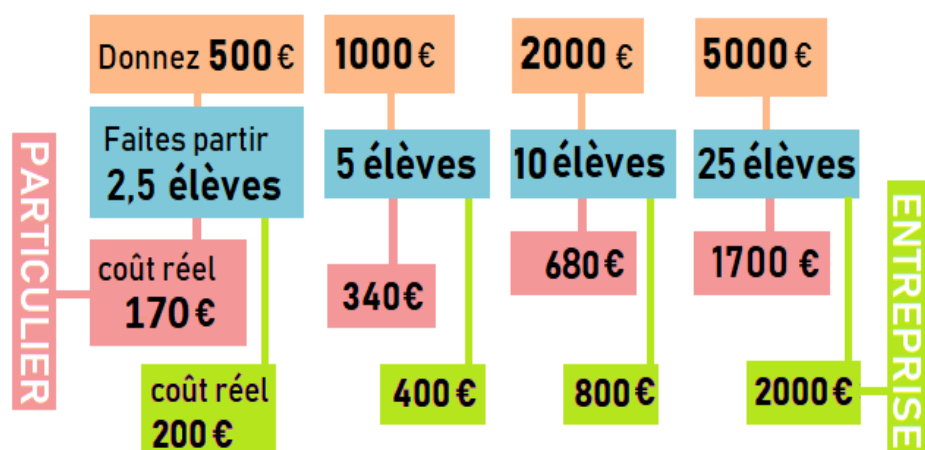 Donnez 500 €
1000 €
2000 €
5000 €
Faites partir
2,5 élèves
5 élèves
10 élèves
25 élèves
PARTICULIER
coût réel
170 €
340 €
680 €
1700 €
coût réel
200 €
400 €
800 €
2000 €
ENTREPRISE